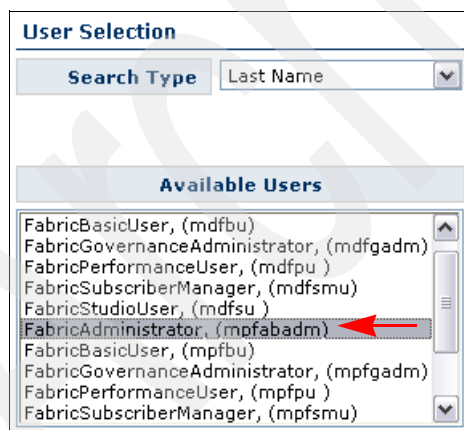 User Selection
Search Type Last Name
Available Users
FabricBasicUser, (mdfbu)
FabricGovernanceAdministrator, (mdfgadm)
FabricPerformanceUser, (mdfpu )
FabricSubscriberManager, (mdfsmu)
FabricStudioUser, (mdfsu )
FabricAdministrator, (mpfabadm)
FabricBasicUser, (mpfbu)
FabricGovernanceAdministrator, (mpfgadm)
FabricPerformanceUser, (mpfpu )
FabricSubscriberManager, (mpfsmu)